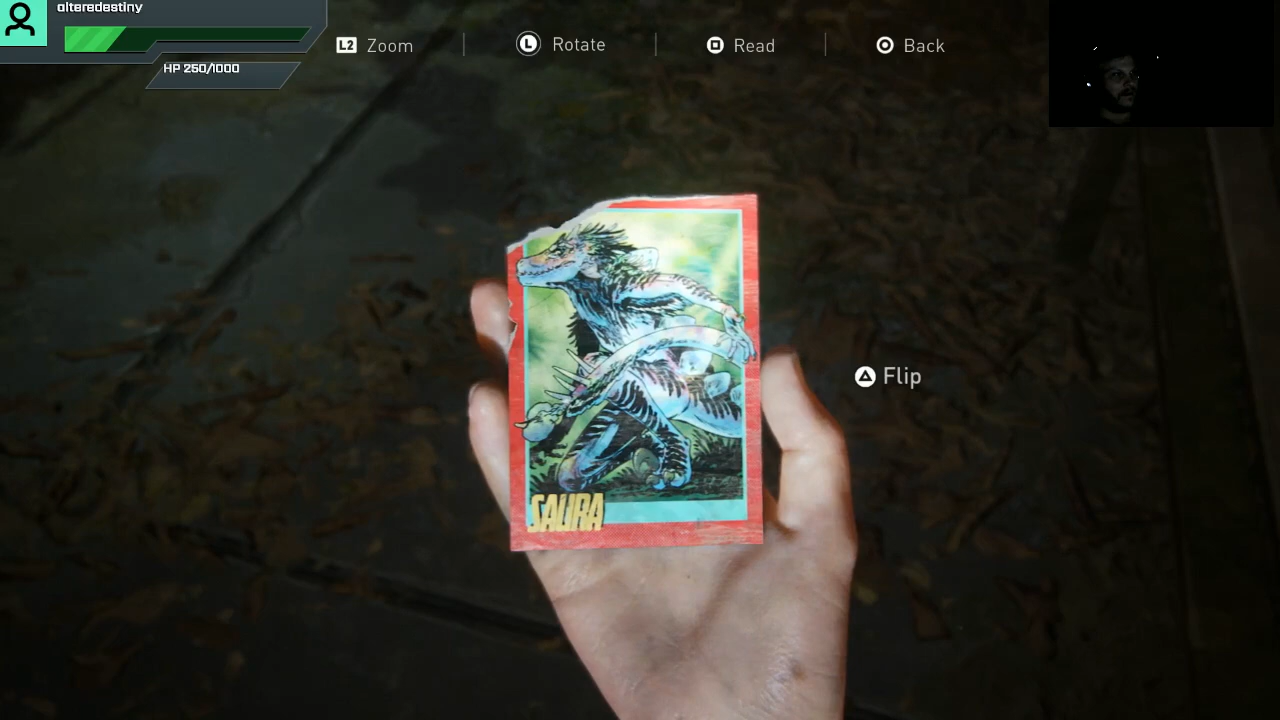 alteredestiny
HP 250/1000
L2 Zoom
L Rotate
Read
Back
Flip
SAURA